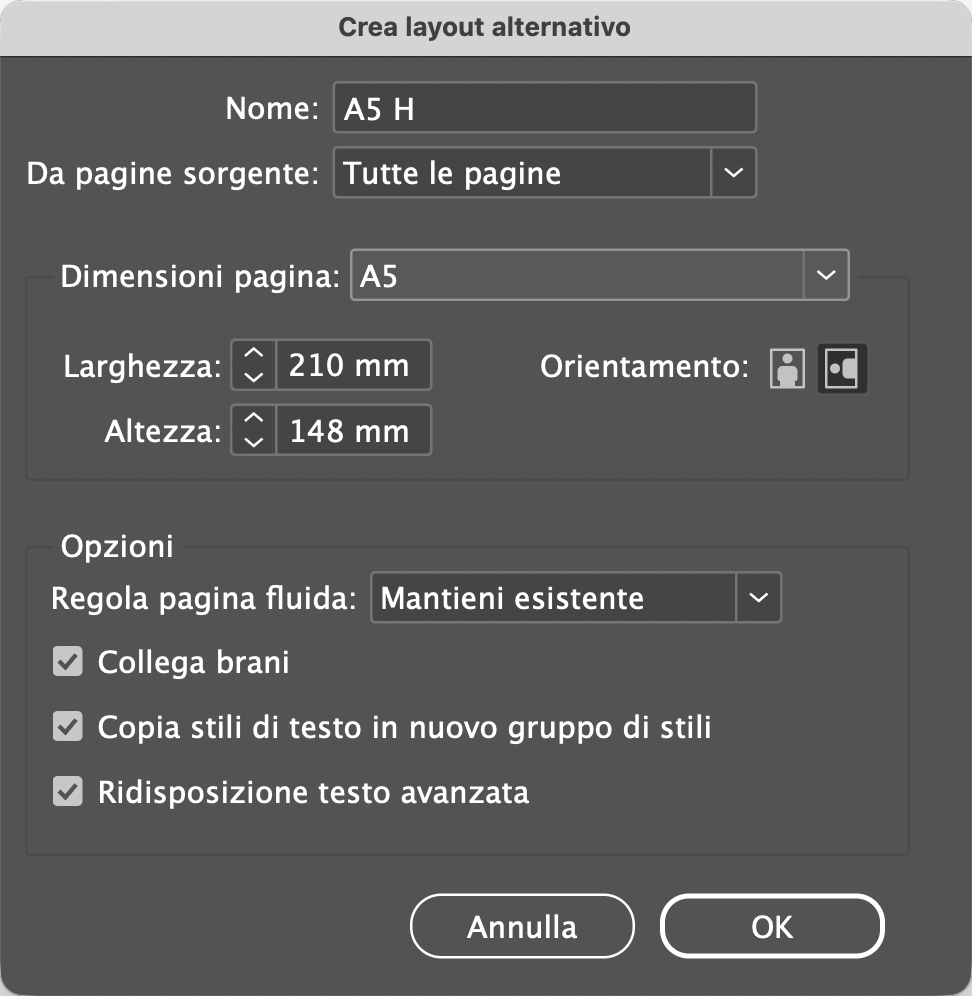 Crea layout alternativo
Nome: A5 H
Da pagine sorgente: Tutte le pagine
Dimensioni pagina: A5
Larghezza: 210 mm Orientamento:
Altezza: 148 mm
Opzioni
Regola pagina fluida: Mantieni esistente
Collega brani
Copia stili di testo in nuovo gruppo di stili
Ridisposizione testo avanzata
Annulla OK